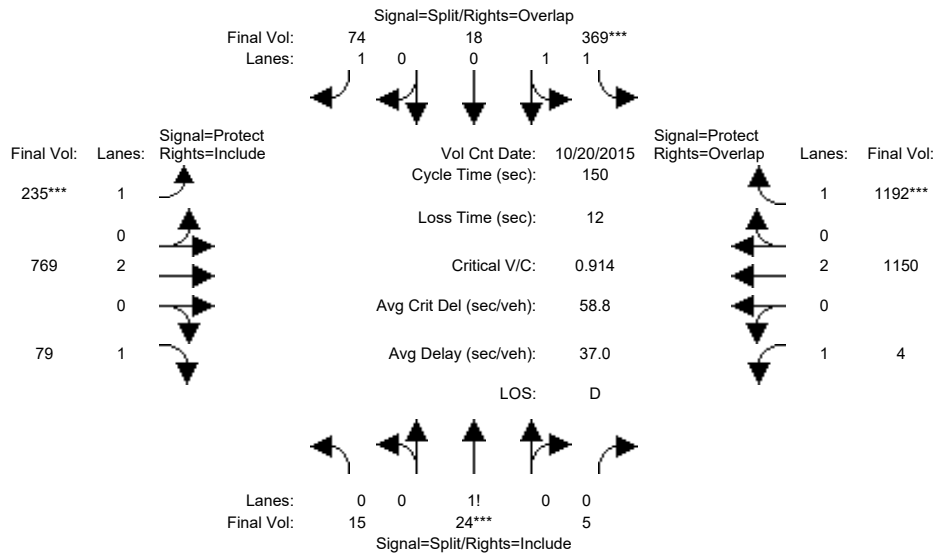 Signal=Split/Rights=Overlap
Final Vol: 74 18 369***
Lanes: 1 0 0 1 1
Signal=Protect Signal=Protect
Final Vol: Lanes: Rights=Include Vol Cnt Date: 10/20/2015 Rights=Overlap Lanes: Final Vol:
Cycle Time (sec): 150
235*** 1 1 1192***
Loss Time (sec): 12
0 0
769 2 Critical V/C: 0.914 2 1150
0 Avg Crit Del (sec/veh): 58.8 0
79 1 Avg Delay (sec/veh): 37.0 1 4
LOS: D
Lanes: 0 0 1! 0 0
Final Vol: 15 24*** 5
Signal=Split/Rights=Include